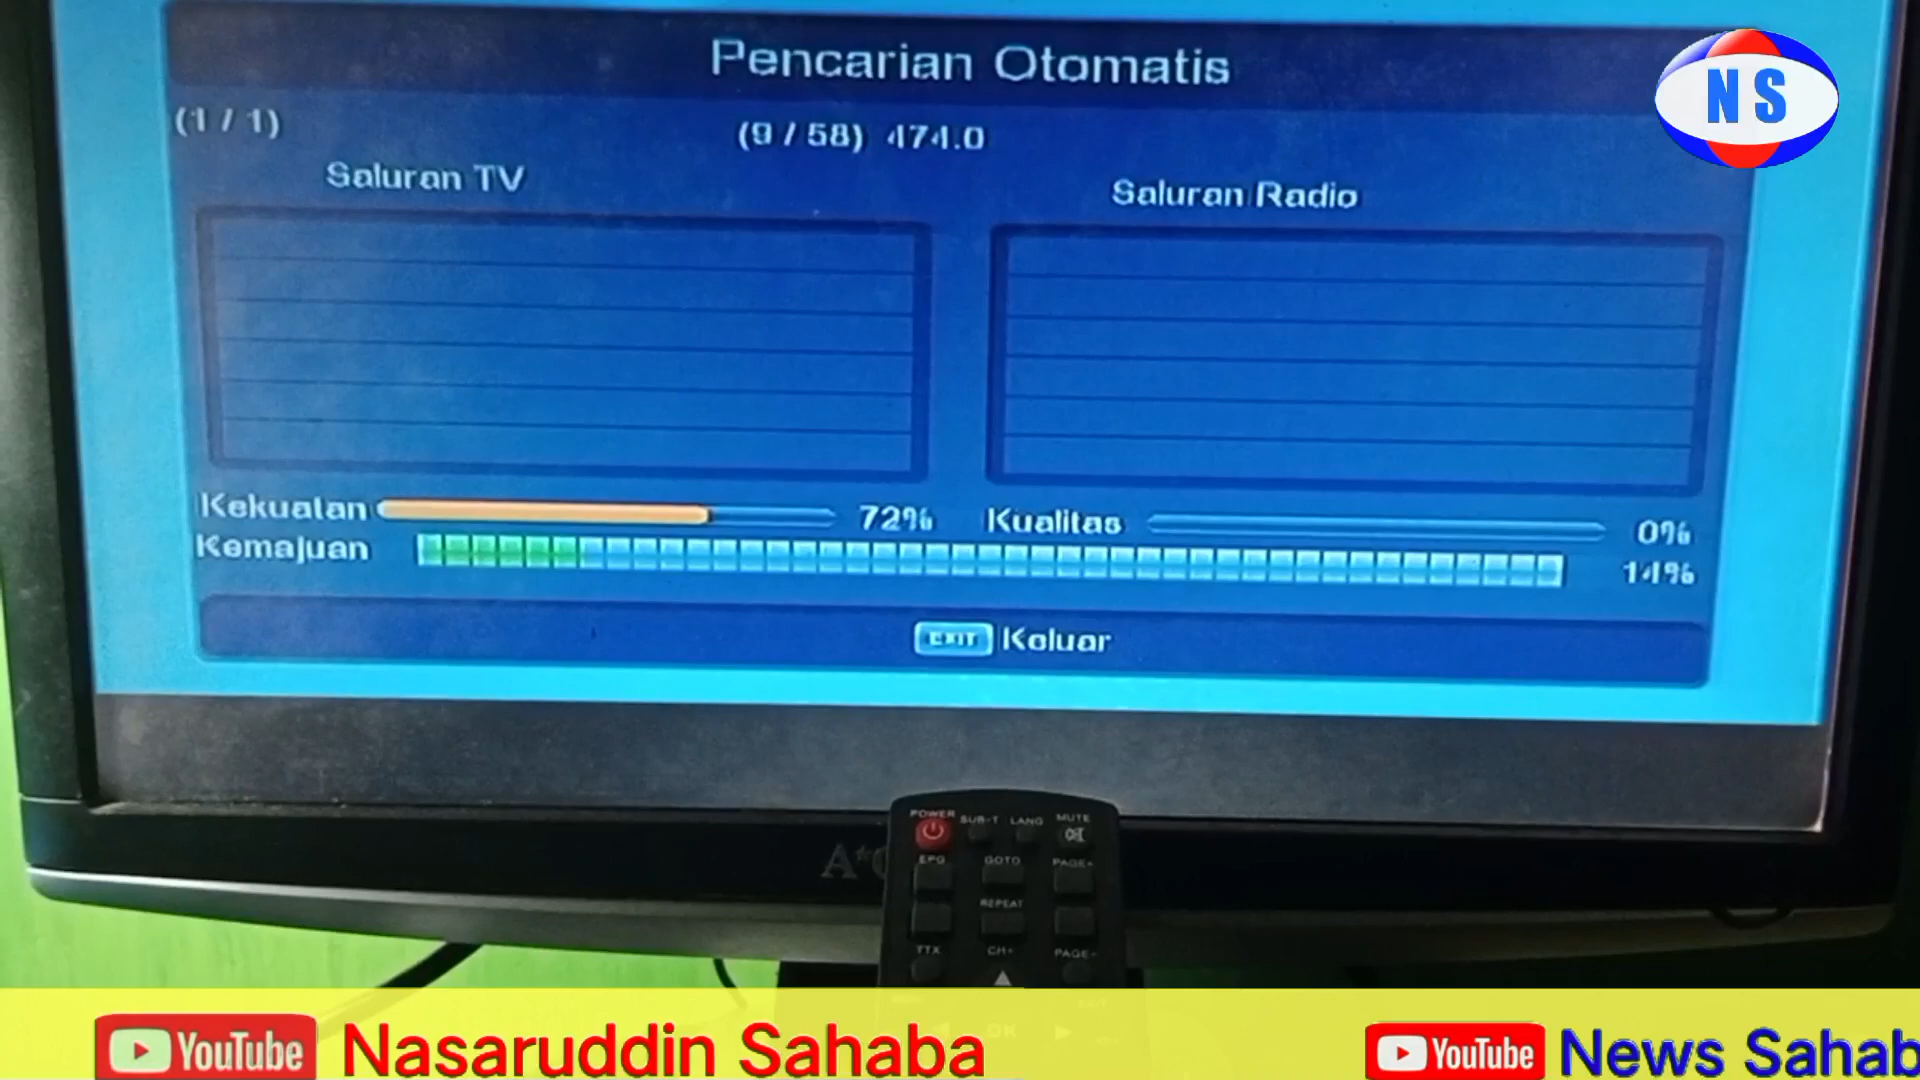 Pencarian Otomatis
N S
(1 / 1)
(9 / 58) 474.0
Saluran TV
Saluran Radio
Kekuatan 72% Kualitas 0%
Kemajuan 14%
EXIT Keluar
POWER SUB-T LANG MUTE
EPG GOTO PAGE+
REPEAT
TTX CH+ PAGE-
OK
YouTube Nasaruddin Sahaba
YouTube News Sahab